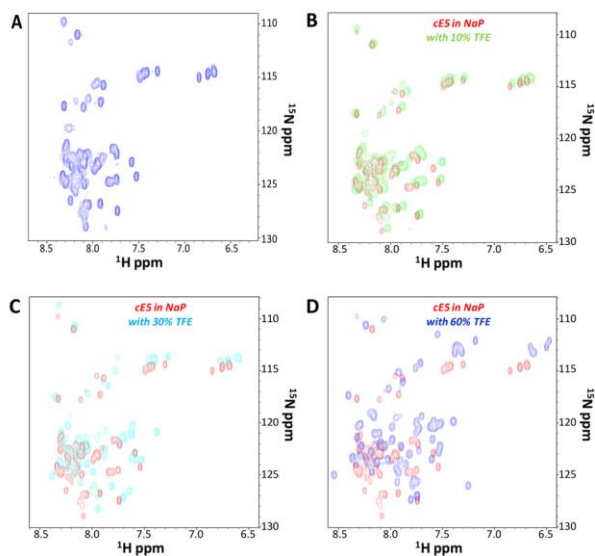 A
110
115
120
125
130
15N ppm
8.5
8.0
7.5
7.0
6.5
1H ppm
B
cE5 in NaP
with 10% TFE
110
115
120
125
130
15N ppm
8.5
8.0
7.5
7.0
6.5
1H ppm
C
cE5 in NaP
with 30% TFE
110
115
120
125
130
15N ppm
8.5
8.0
7.5
7.0
6.5
1H ppm
D
cE5 in NaP
with 60% TFE
110
115
120
125
130
15N ppm
8.5
8.0
7.5
7.0
6.5
1H ppm